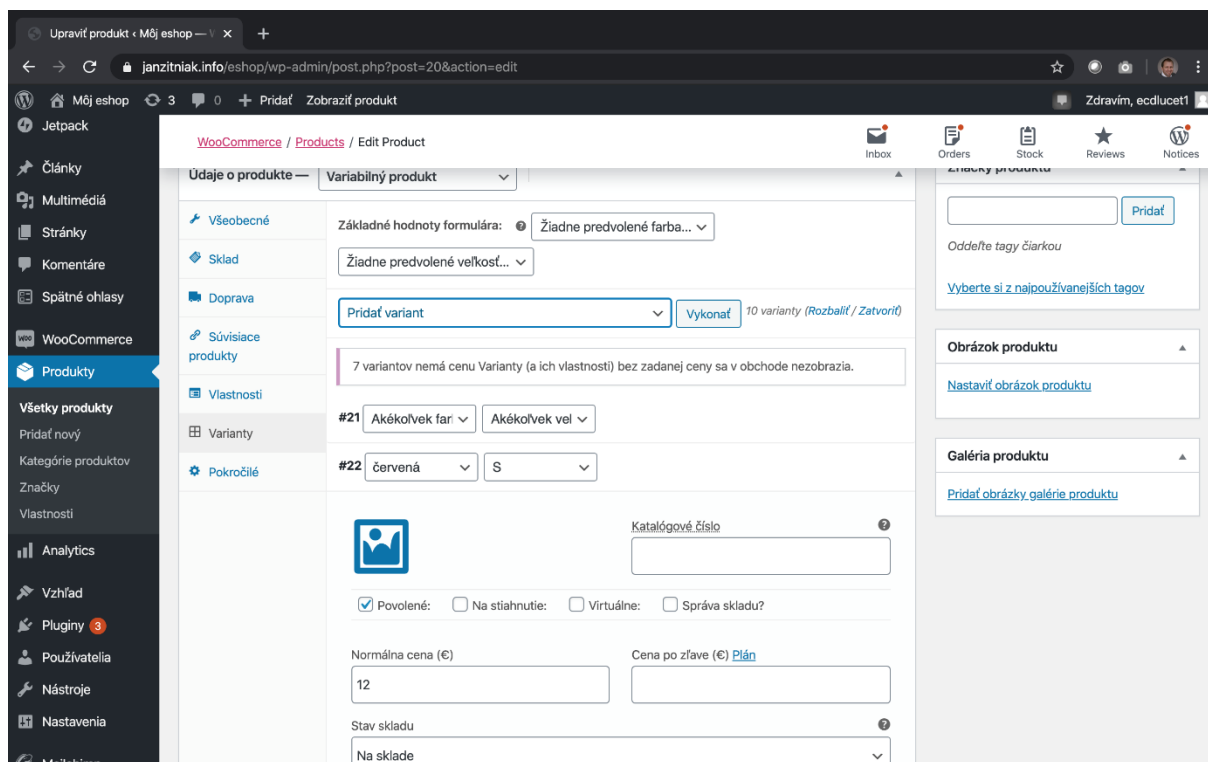 Upraviť produkt ‹ Môj eshop — V
janzitniak.info/eshop/wp-admin/post.php?post=20&action=edit
Môj eshop 3 0 Pridať Zobraziť produkt Zdravím, ecdlucet1
Jetpack
Články
Multimédiá
Stránky
Komentáre
Spätné ohlasy
WooCommerce
Produkty
Všetky produkty
Pridať nový
Kategórie produktov
Značky
Vlastnosti
Analytics
Vzhľad
Pluginy 3
Používatelia
Nástroje
Nastavenia
WooCommerce / Products / Edit Product
Inbox Orders Stock Reviews Notices
Údaje o produkte — Variabilný produkt
Všeobecné
Sklad
Doprava
Súvisiace
produkty
Vlastnosti
Varianty
Pokročilé
Základné hodnoty formulára: Žiadne predvolené farba...
Žiadne predvolené veľkosť...
Pridať variant Vykonať 10 varianty (Rozbaliť / Zatvoriť)
7 variantov nemá cenu Varianty (a ich vlastnosti) bez zadanej ceny sa v obchode nezobrazia.
#21 Akékoľvek far Akékoľvek vel
#22 červená S
Katalógové číslo
Povolené: Na stiahnutie: Virtuálne: Správa skladu?
Normálna cena (€) Cena po zľave (€) Plán
12
Stav skladu
Na sklade
Značky produktu
Pridať
Oddeľte tagy čiarkou
Vyberte si z najpoužívanejších tagov
Obrázok produktu
Nastaviť obrázok produktu
Galéria produktu
Pridať obrázky galérie produktu